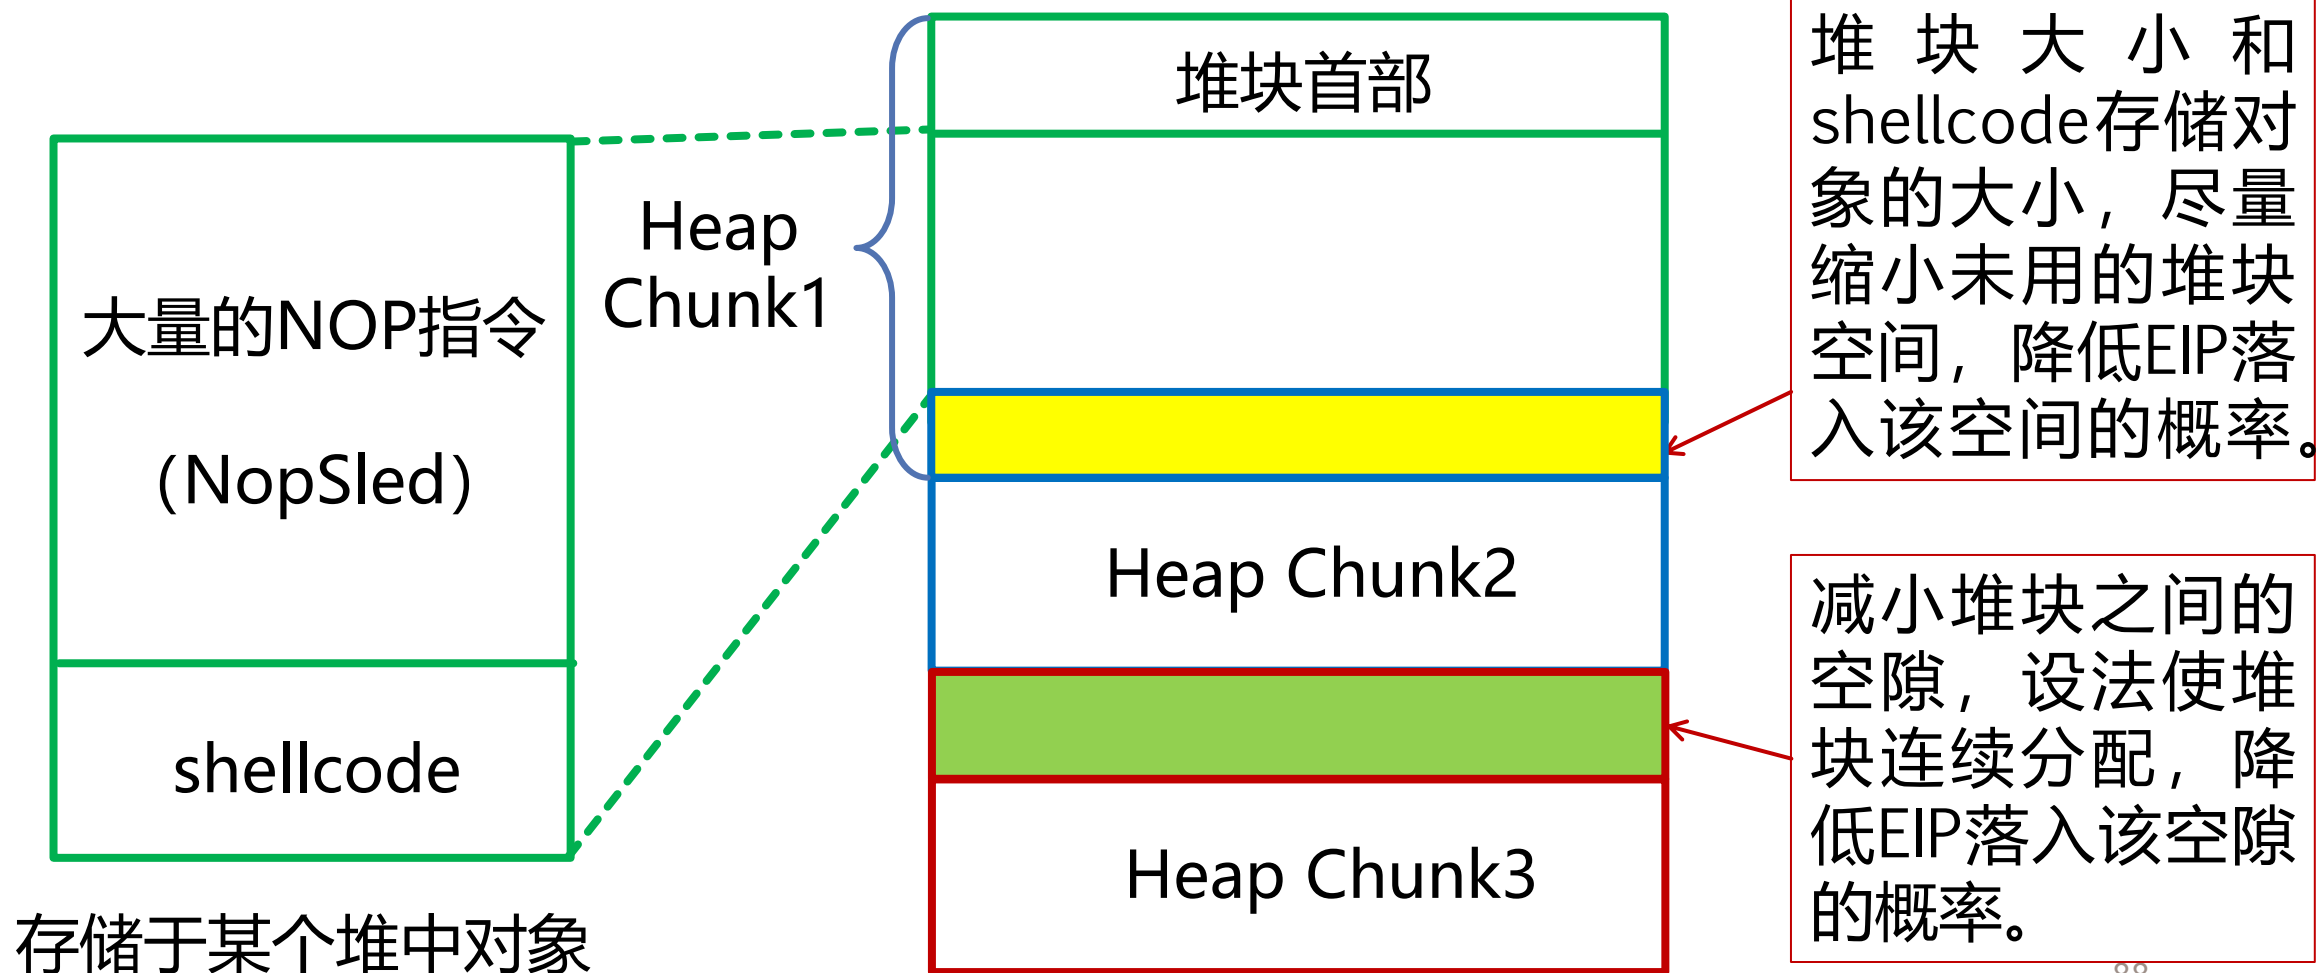 堆块首部
Heap
Chunk1
大量的NOP指令
（NopSled）
shellcode
存储于某个堆中对象
Heap Chunk2
Heap Chunk3
堆块大小和
shellcode存储对
象的大小，尽量
缩小未用的堆块
空间，降低EIP落
入该空间的概率。
减小堆块之间的
空隙，设法使堆
块连续分配，降
低EIP落入该空隙
的概率。